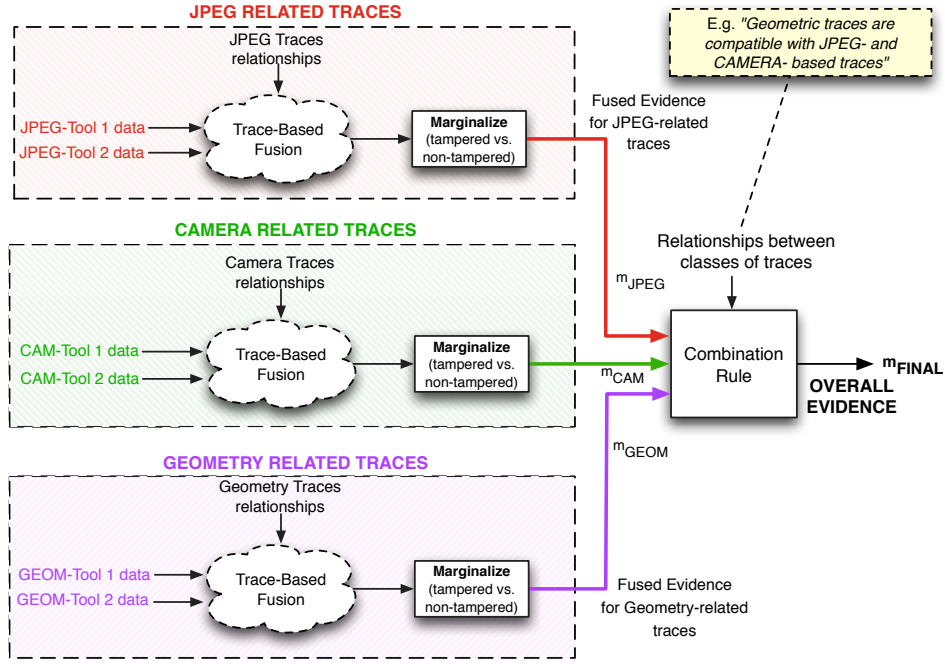 JPEG RELATED TRACES
JPEG Traces
relationships
JPEG-Tool 1 data
JPEG-Tool 2 data
Trace-Based
Fusion
Marginalize
(tampered vs.
non-tampered)
Fused Evidence
for JPEG-related
traces
E.g. "Geometric traces are
compatible with JPEG- and
CAMERA- based traces"
CAMERA RELATED TRACES
Camera Traces
relationships
CAM-Tool 1 data
CAM-Tool 2 data
Trace-Based
Fusion
Marginalize
(tampered vs.
non-tampered)
mJPEG
mCAM
mGEOM
Relationships between
classes of traces
Combination
Rule
mFINAL
OVERALL
EVIDENCE
GEOMETRY RELATED TRACES
Geometry Traces
relationships
GEOM-Tool 1 data
GEOM-Tool 2 data
Trace-Based
Fusion
Marginalize
(tampered vs.
non-tampered)
Fused Evidence
for Geometry-related
traces